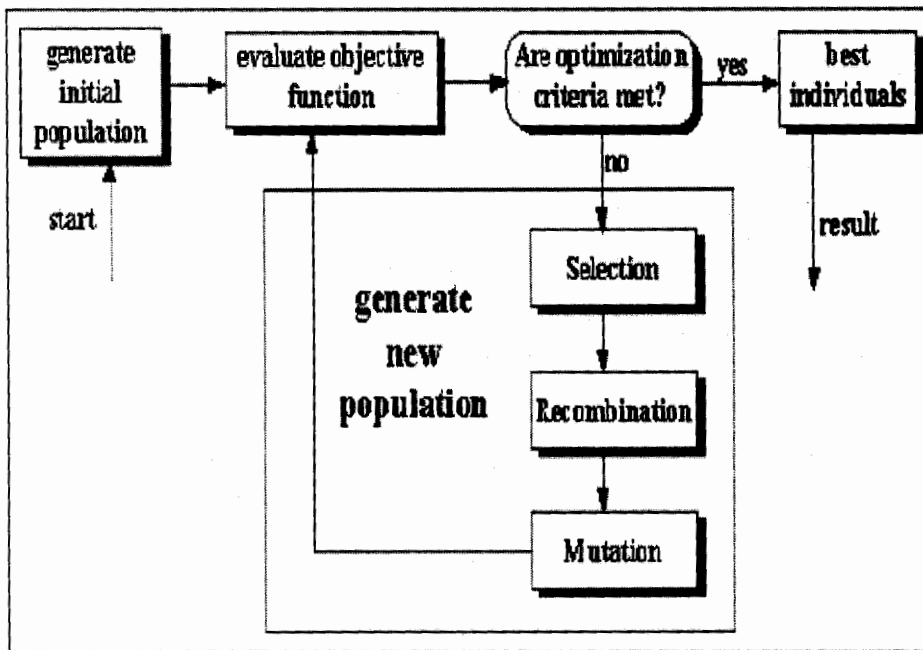 generate
initial
population
evaluate objective
function
Are optimization
criteria met?
yes
best
individuals
start
no
result
Selection
generate
new
population
Recombination
Mutation